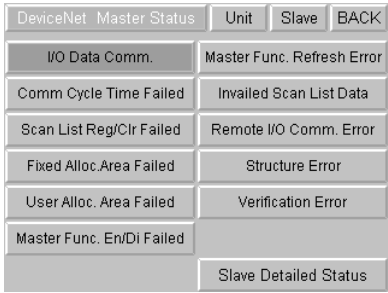 DeviceNet Master Status Unit Slave BACK
I/O Data Comm. Master Func. Refresh Error
Comm Cycle Time Failed Invailed Scan List Data
Scan List Reg/Clr Failed Remote I/O Comm. Error
Fixed Alloc.Area Failed Structure Error
User Alloc. Area Failed Verification Error
Master Func. En/Di Failed
Slave Detailed Status